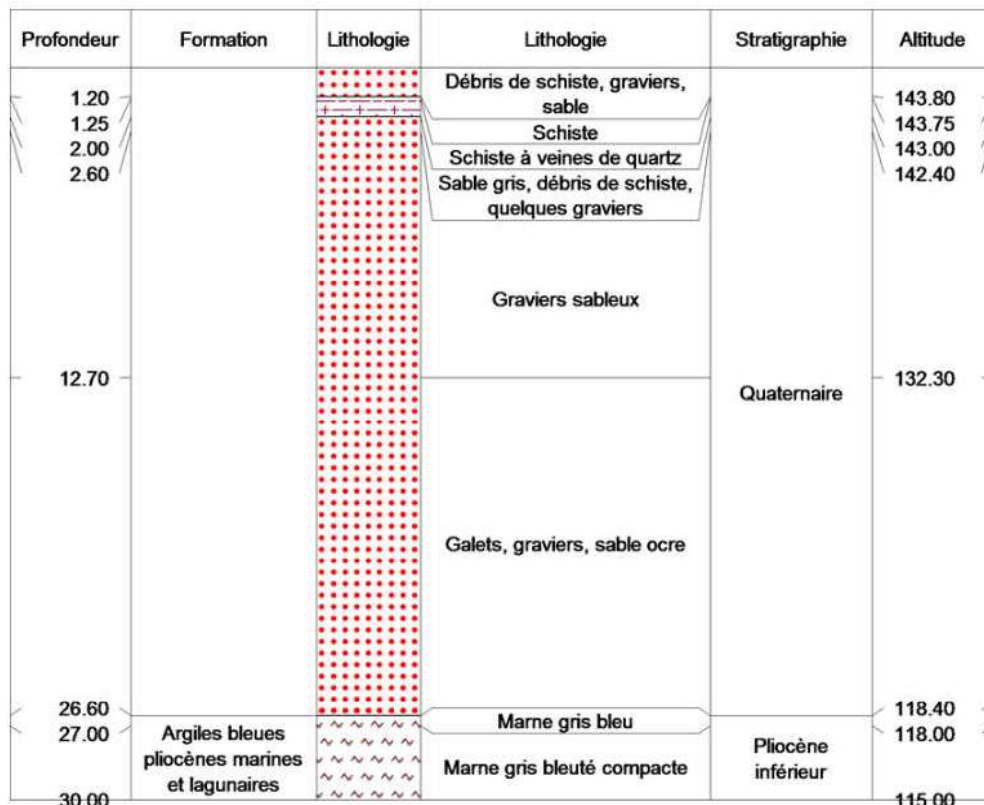 Profondeur Formation Lithologie Lithologie Stratigraphie Altitude
Débris de schiste, graviers,
sable
1.20 143.80
Schiste
1.25 143.75
Schiste à veines de quartz
2.00 143.00
Sable gris, débris de schiste,
quelques graviers
2.60 142.40
Graviers sableux
12.70 132.30
Quaternaire
Galets, graviers, sable ocre
26.60 118.40
Marne gris bleu
27.00 118.00
Argiles bleues
pliocènes marines
et lagunaires
Marne gris bleuté compacte
Pliocène
inférieur
30.00 115.00